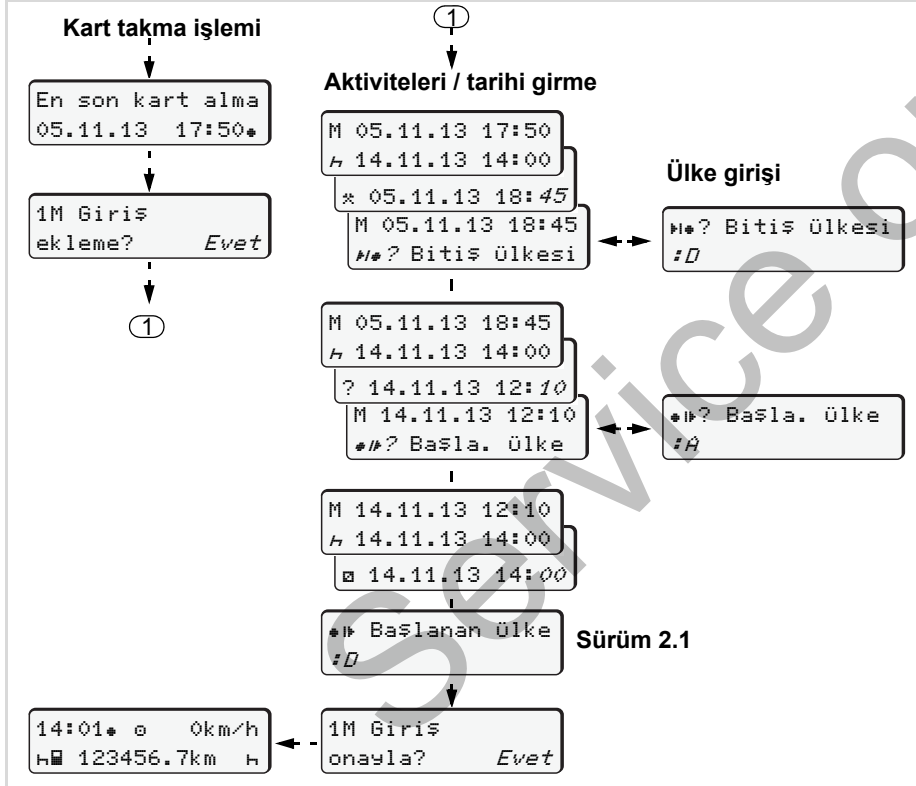 Kart takma işlemi
En son kart alma
05.11.13 17:50
1M Giriş
ekleme? Evet
1
1
Aktiviteleri / tarihi girme
M 05.11.13 17:50
14.11.13 14:00
05.11.13 18:45
M 05.11.13 18:45
? Bitiş ülkesi
Ülke girişi
? Bitiş ülkesi
:D
M 05.11.13 18:45
14.11.13 14:00
? 14.11.13 12:10
M 14.11.13 12:10
? Başla. ülke
? Başla. ülke
:A
M 14.11.13 12:10
14.11.13 14:00
14.11.13 14:00
Başlanan ülke
:D
Sürüm 2.1
1M Giriş
onayla? Evet
14:01 0km/h
123456.7km
Service o